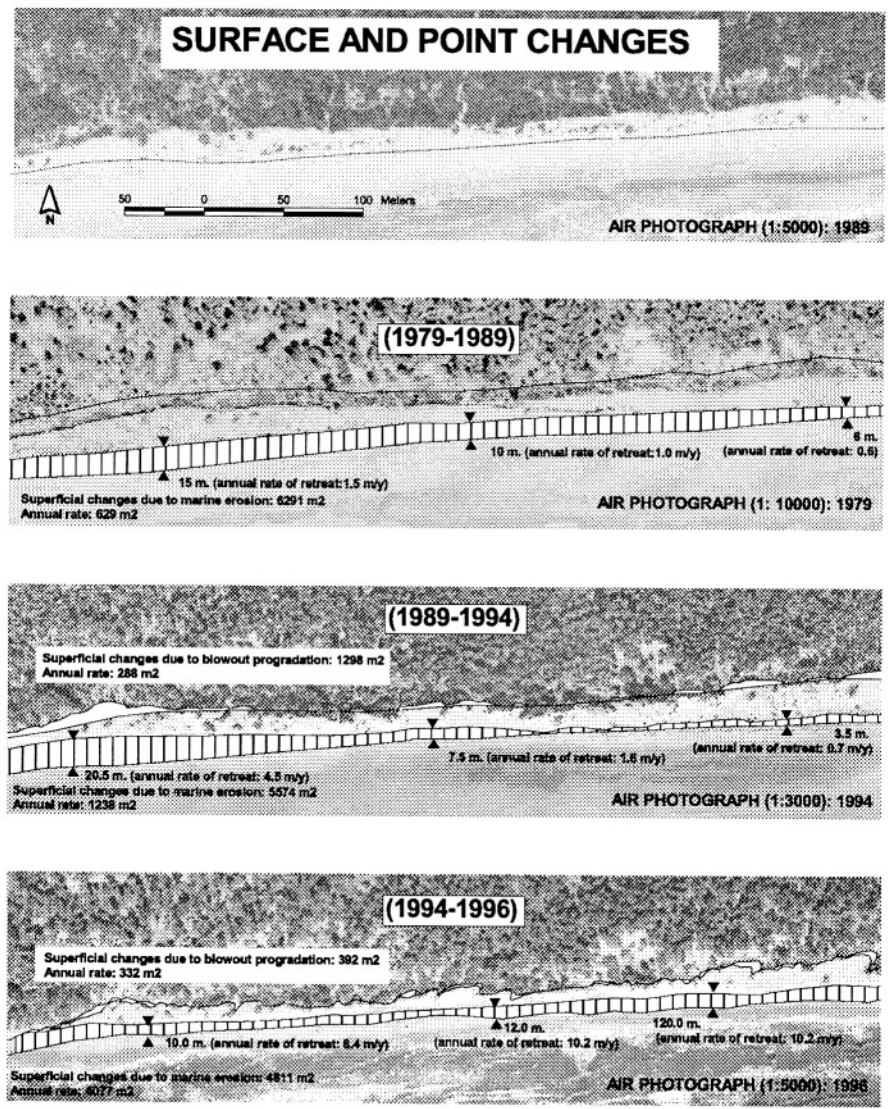 SURFACE AND POINT CHANGES
50 0 50 100 Meters
N
AIR PHOTOGRAPH (1:5000): 1989
(1979-1989)
15 m. (annual rate of retreat:1.5 m/y)
10 m. (annual rate of retreat:1.0 m/y)
6 m.
(annual rate of retreat: 0.6)
Superficial changes due to marine erosion: 6291 m2
Annual rate: 629 m2
AIR PHOTOGRAPH (1: 10000): 1979
(1989-1994)
Superficial changes due to blowout progradation: 1298 m2
Annual rate: 288 m2
20.5 m. (annual rate of retreat: 4.5 m/y)
7.5 m. (annual rate of retreat: 1.6 m/y)
3.5 m.
(annual rate of retreat: 0.7 m/y)
Superficial changes due to marine erosion: 5574 m2
Annual rate: 1238 m2
AIR PHOTOGRAPH (1:3000): 1994
(1994-1996)
Superficial changes due to blowout progradation: 392 m2
Annual rate: 332 m2
10.0 m. (annual rate of retreat: 8.4 m/y)
12.0 m.
(annual rate of retreat: 10.2 m/y)
120.0 m.
(annual rate of retreat: 10.2 m/y)
Superficial changes due to marine erosion: 4811 m2
Annual rate: 4077 m2
AIR PHOTOGRAPH (1:5000): 1996